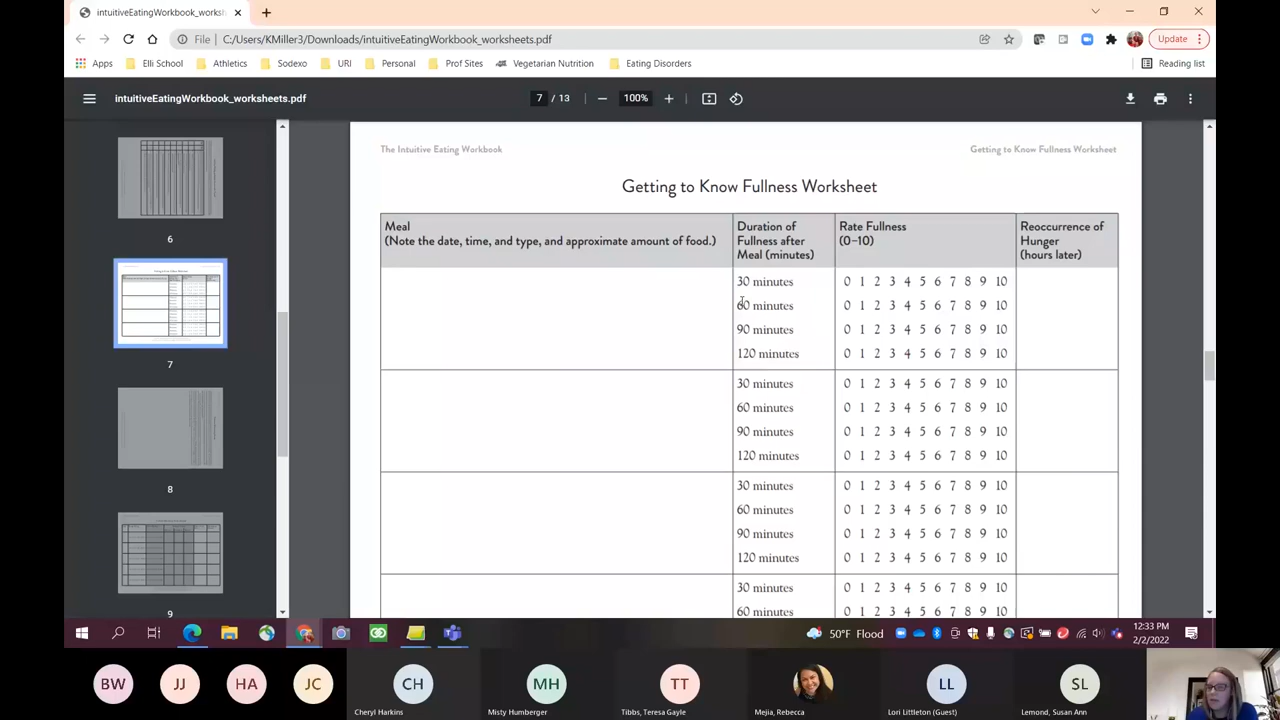 intuitiveEatingWorkbook_workshee
File C:/Users/KMiller3/Downloads/intuitiveEatingWorkbook_worksheets.pdf
Update
Apps Elli School Athletics Sodexo URI Personal Prof Sites Vegetarian Nutrition Eating Disorders Reading list
intuitiveEatingWorkbook_worksheets.pdf 7 / 13 100%
The Intuitive Eating Workbook Getting to Know Fullness Worksheet
Getting to Know Fullness Worksheet
Meal
(Note the date, time, and type, and approximate amount of food.)
Duration of
Fullness after
Meal (minutes)
Rate Fullness
(0–10)
Reoccurrence of
Hunger
(hours later)
30 minutes 0 1 2 3 4 5 6 7 8 9 10
60 minutes 0 1 2 3 4 5 6 7 8 9 10
90 minutes 0 1 2 3 4 5 6 7 8 9 10
120 minutes 0 1 2 3 4 5 6 7 8 9 10
30 minutes 0 1 2 3 4 5 6 7 8 9 10
60 minutes 0 1 2 3 4 5 6 7 8 9 10
90 minutes 0 1 2 3 4 5 6 7 8 9 10
120 minutes 0 1 2 3 4 5 6 7 8 9 10
30 minutes 0 1 2 3 4 5 6 7 8 9 10
60 minutes 0 1 2 3 4 5 6 7 8 9 10
90 minutes 0 1 2 3 4 5 6 7 8 9 10
120 minutes 0 1 2 3 4 5 6 7 8 9 10
30 minutes 0 1 2 3 4 5 6 7 8 9 10
60 minutes 0 1 2 3 4 5 6 7 8 9 10
6
7
8
9
50°F Flood
12:33 PM
2/2/2022
BW JJ HA JC CH MH TT LL SL
Cheryl Harkins Misty Humberger Tibbs, Teresa Gayle Mejia, Rebecca Lori Littleton (Guest) Lemond, Susan Ann